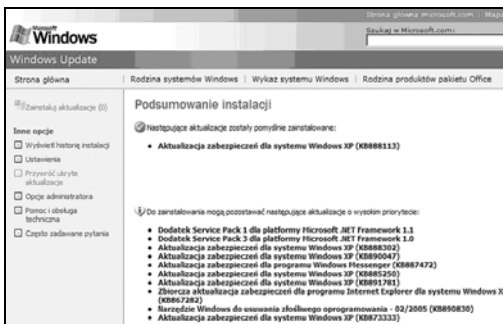 Strona główna microsoft.com | Mapa
Szukaj w Microsoft.com:
Microsoft
Windows
Windows Update
Strona główna | Rodzina systemów Windows | Wykaz systemu Windows | Rodzina produktów pakietu Office
Zainstaluj aktualizacje (0)
Inne opcje
Wyświetl historię instalacji
Ustawienia
Przywróć ukryte
aktualizacje
Opcje administratora
Pomoc i obsługa
techniczna
Często zadawane pytania
Podsumowanie instalacji
Następujące aktualizacje zostały pomyślnie zainstalowane:
• Aktualizacja zabezpieczeń dla systemu Windows XP (KB888113)
Do zainstalowania mogą pozostawać następujące aktualizacje o wysokim priorytecie:
• Dodatek Service Pack 1 dla platformy Microsoft .NET Framework 1.1
• Dodatek Service Pack 3 dla platformy Microsoft .NET Framework 1.0
• Aktualizacja zabezpieczeń dla systemu Windows XP (KB888302)
• Aktualizacja zabezpieczeń dla systemu Windows XP (KB890047)
• Aktualizacja zabezpieczeń dla programu Windows Messenger (KB887472)
• Aktualizacja zabezpieczeń dla systemu Windows XP (KB885250)
• Aktualizacja zabezpieczeń dla systemu Windows XP (KB891781)
• Zbiorcza aktualizacja zabezpieczeń dla programu Internet Explorer dla systemu Windows X
(KB867282)
• Narzędzie Windows do usuwania złośliwego oprogramowania - 02/2005 (KB890830)
• Aktualizacja zabezpieczeń dla systemu Windows XP (KB873333)